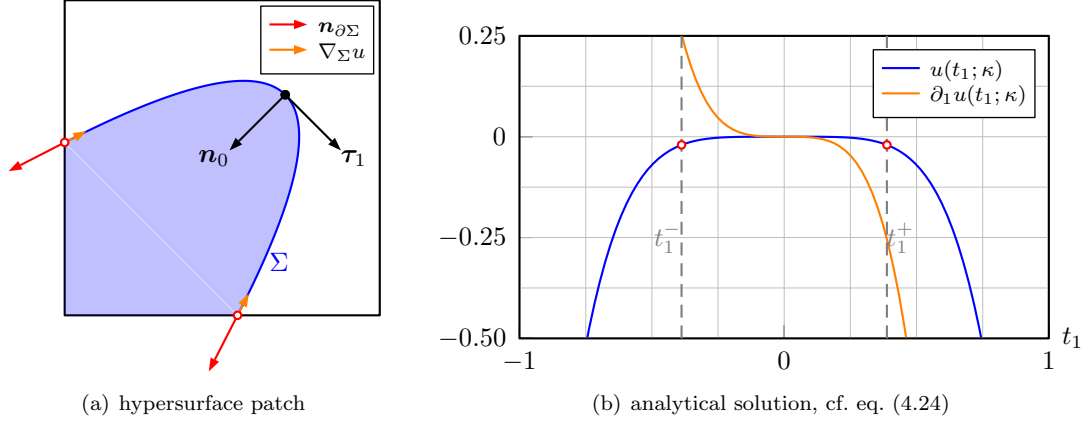 n∂Σ
∇Σu
n0
τ1
Σ
(a) hypersurface patch
0.25
0
−0.25
−0.50
−1
0
1
t1
u(t1; κ)
∂1u(t1; κ)
t1−
t1+
(b) analytical solution, cf. eq. (4.24)